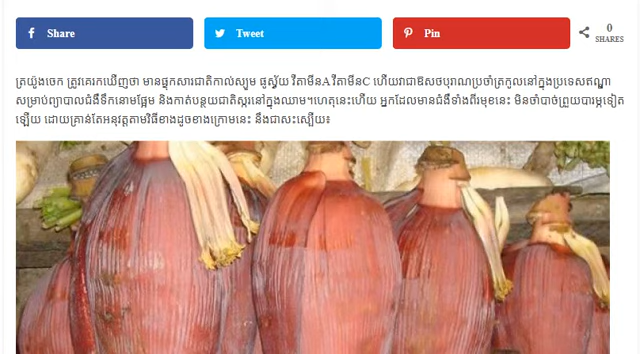 Share
Tweet
Pin
0
SHARES
ត្រយ៉ូងចេក ត្រូវគេរកឃើញថា មានផ្ទុកសារជាតិកាល់ស្យូម ផូស្វ័យ វីតាមីនA វីតាមីនC ហើយវាជាឱសថបុរាណប្រចាំត្រកូលនៅក្នុងប្រទេសឥណ្ឌា
សម្រាប់ព្យាបាលជំងឺទឹកនោមផ្អែម និងកាត់បន្ថយជាតិស្ករនៅក្នុងឈាម។ហេតុនេះហើយ អ្នកដែលមានជំងឺទាំងពីរមុខនេះ មិនចាំបាច់ព្រួយបារម្ភទៀត
ឡើយ ដោយគ្រាន់តែអនុវត្តតាមវិធីខាងដូចខាងក្រោមនេះ នឹងជាសះស្បើយ៖